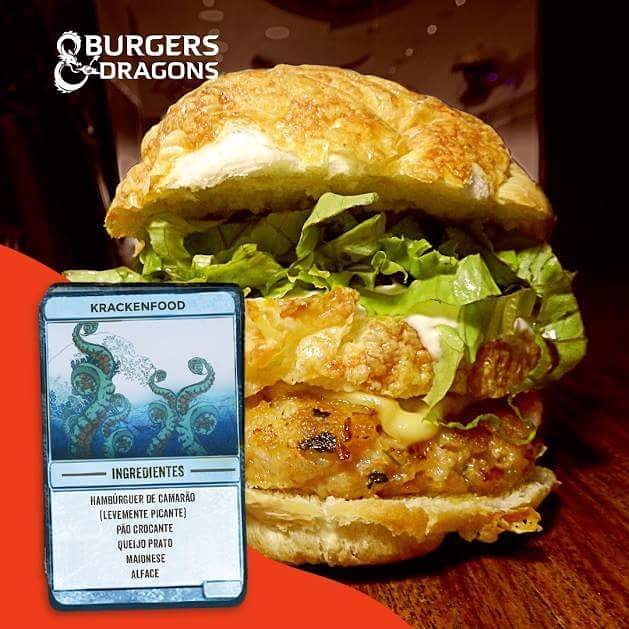 BURGERS
& DRAGONS
KRACKENFOOD
INGREDIENTES
HAMBÚRGUER DE CAMARÃO
(LEVEMENTE PICANTE)
PÃO CROCANTE
QUEIJO PRATO
MAIONESE
ALFACE